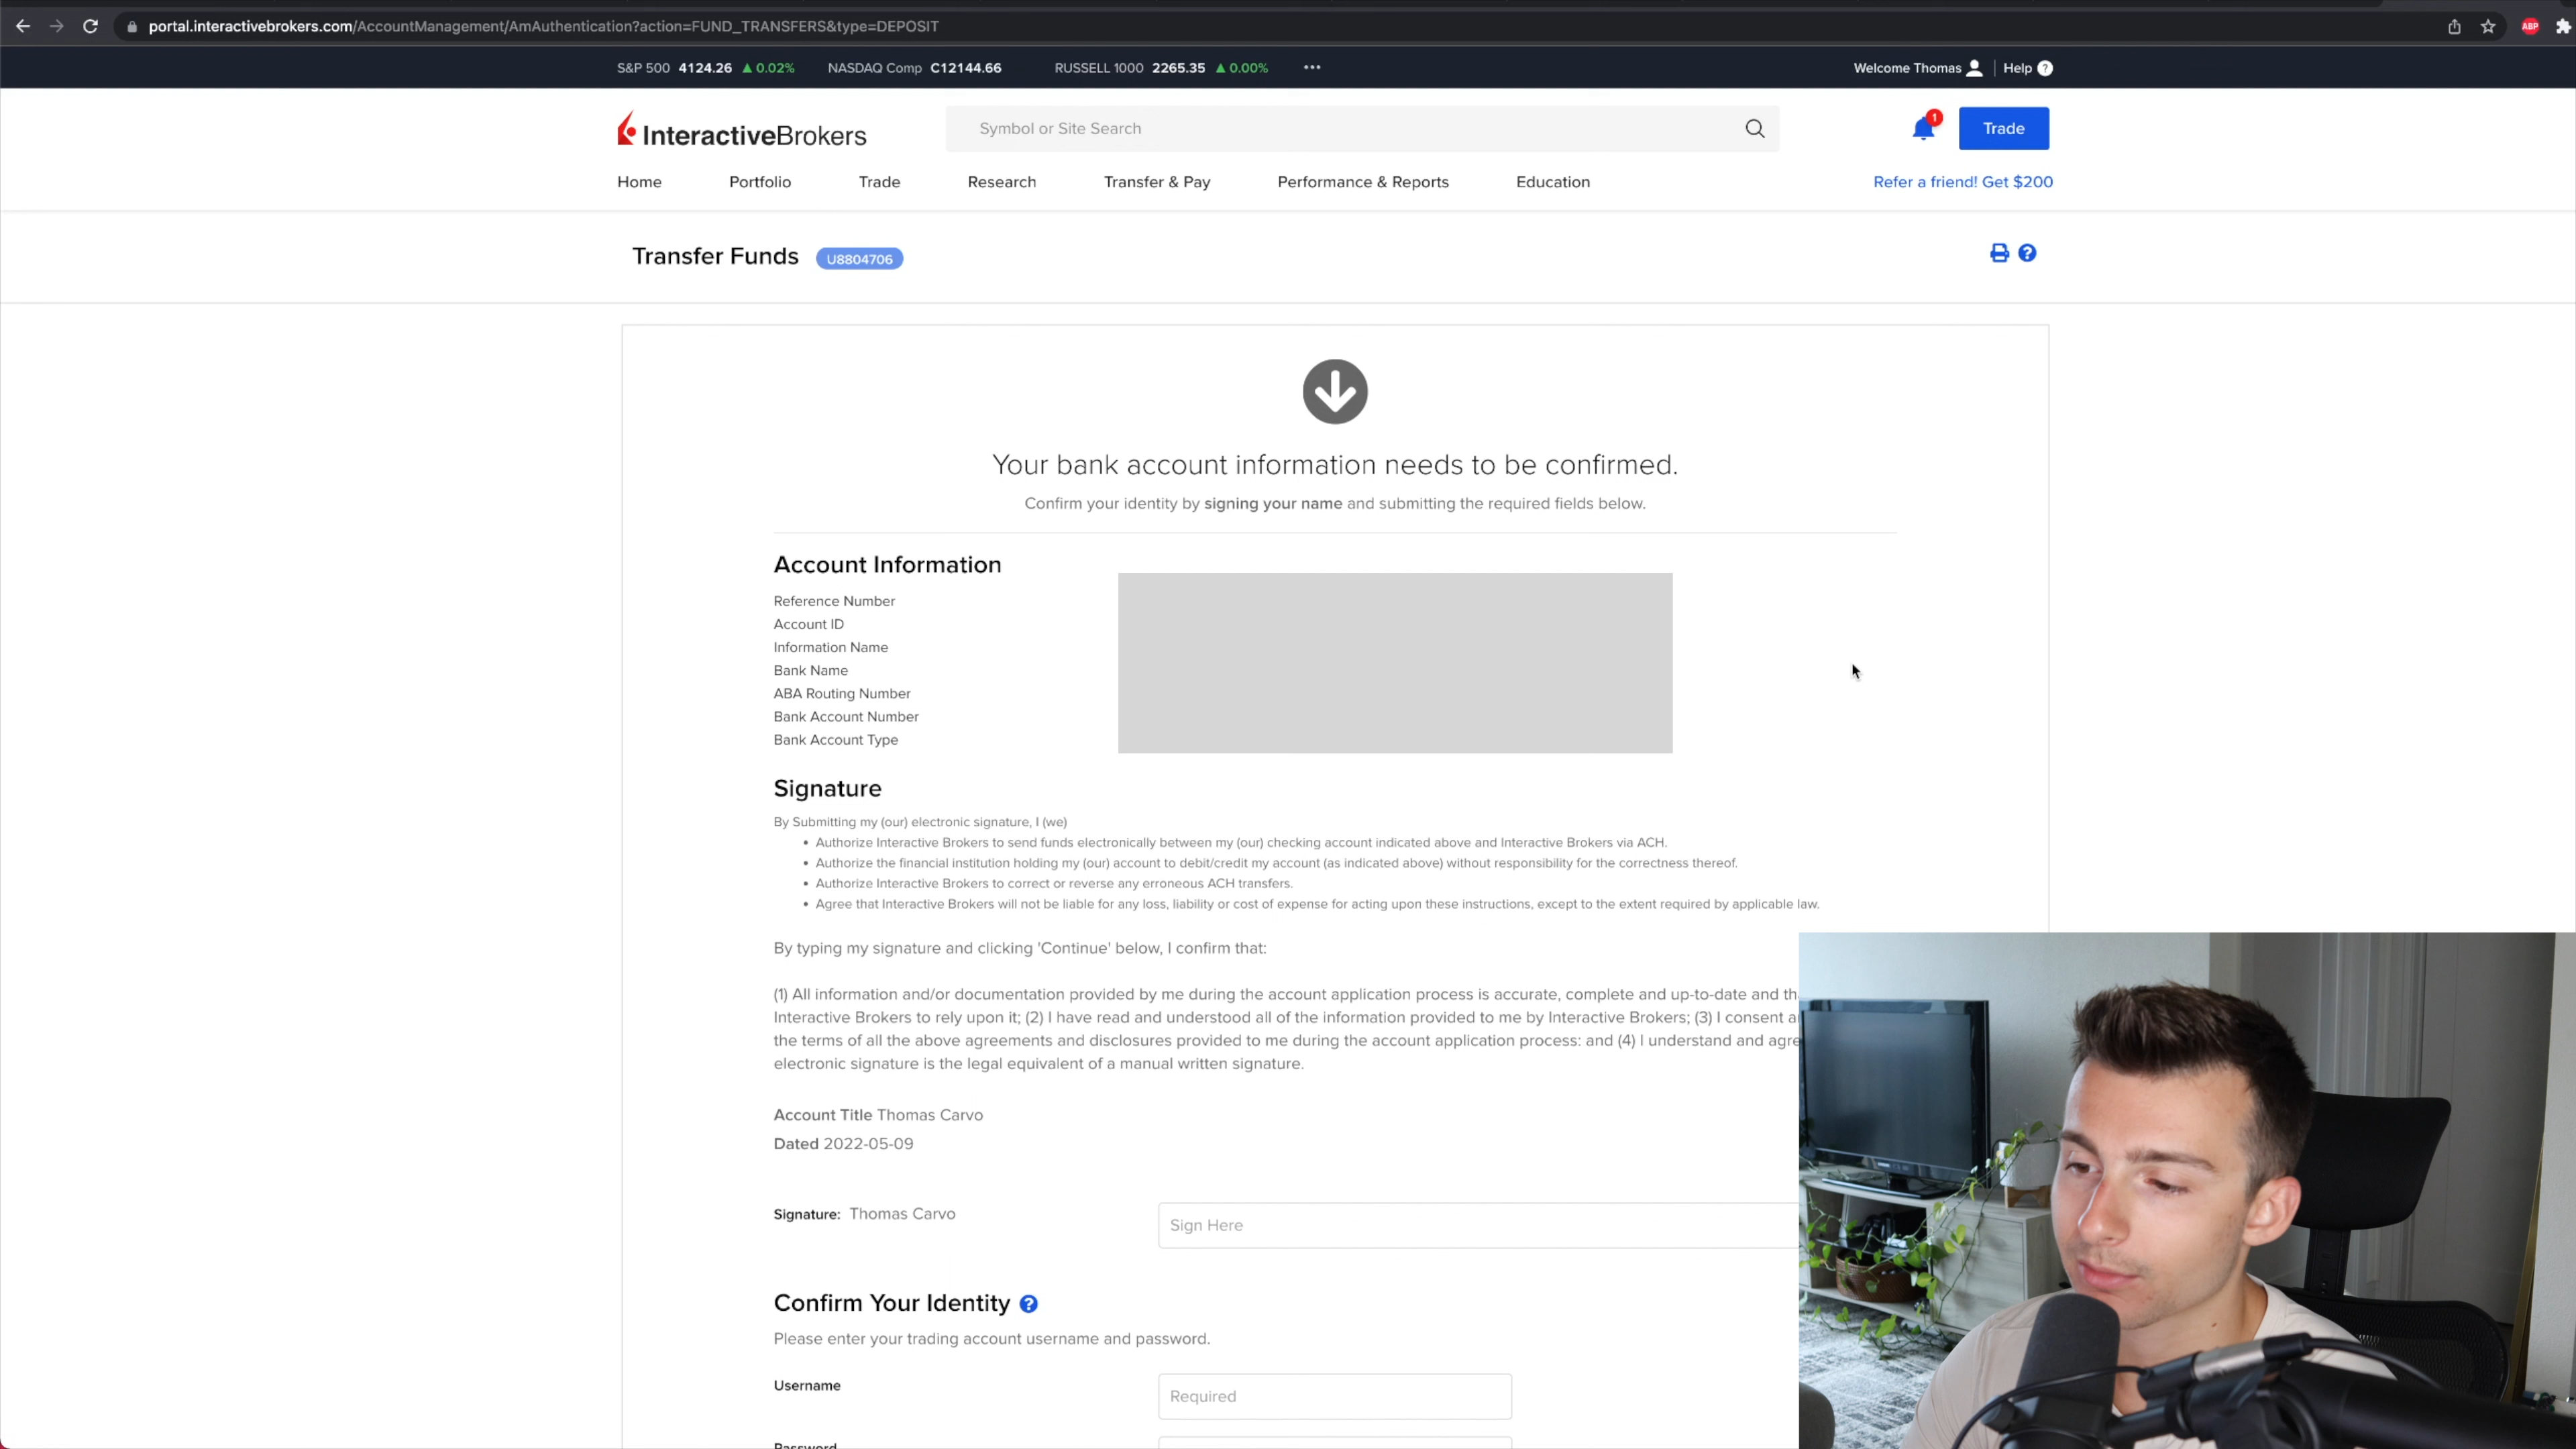 portal.interactivebrokers.com/AccountManagement/AmAuthentication?action=FUND_TRANSFERS&type=DEPOSIT
ABP
S&P 500 4124.26 ▲ 0.02% NASDAQ Comp C12144.66 RUSSELL 1000 2265.35 ▲ 0.00% ••• Welcome Thomas Help ?
InteractiveBrokers Symbol or Site Search 1 Trade
Home Portfolio Trade Research Transfer & Pay Performance & Reports Education Refer a friend! Get $200
Transfer Funds U8804706 ?
Your bank account information needs to be confirmed.
Confirm your identity by signing your name and submitting the required fields below.
Account Information
Reference Number
Account ID
Information Name
Bank Name
ABA Routing Number
Bank Account Number
Bank Account Type
Signature
By Submitting my (our) electronic signature, I (we)
• Authorize Interactive Brokers to send funds electronically between my (our) checking account indicated above and Interactive Brokers via ACH.
• Authorize the financial institution holding my (our) account to debit/credit my account (as indicated above) without responsibility for the correctness thereof.
• Authorize Interactive Brokers to correct or reverse any erroneous ACH transfers.
• Agree that Interactive Brokers will not be liable for any loss, liability or cost of expense for acting upon these instructions, except to the extent required by applicable law.
By typing my signature and clicking 'Continue' below, I confirm that:
(1) All information and/or documentation provided by me during the account application process is accurate, complete and up-to-date and th
Interactive Brokers to rely upon it; (2) I have read and understood all of the information provided to me by Interactive Brokers; (3) I consent a
the terms of all the above agreements and disclosures provided to me during the account application process: and (4) I understand and agre
electronic signature is the legal equivalent of a manual written signature.
Account Title Thomas Carvo
Dated 2022-05-09
Signature: Thomas Carvo Sign Here
Confirm Your Identity ?
Please enter your trading account username and password.
Username Required
Password